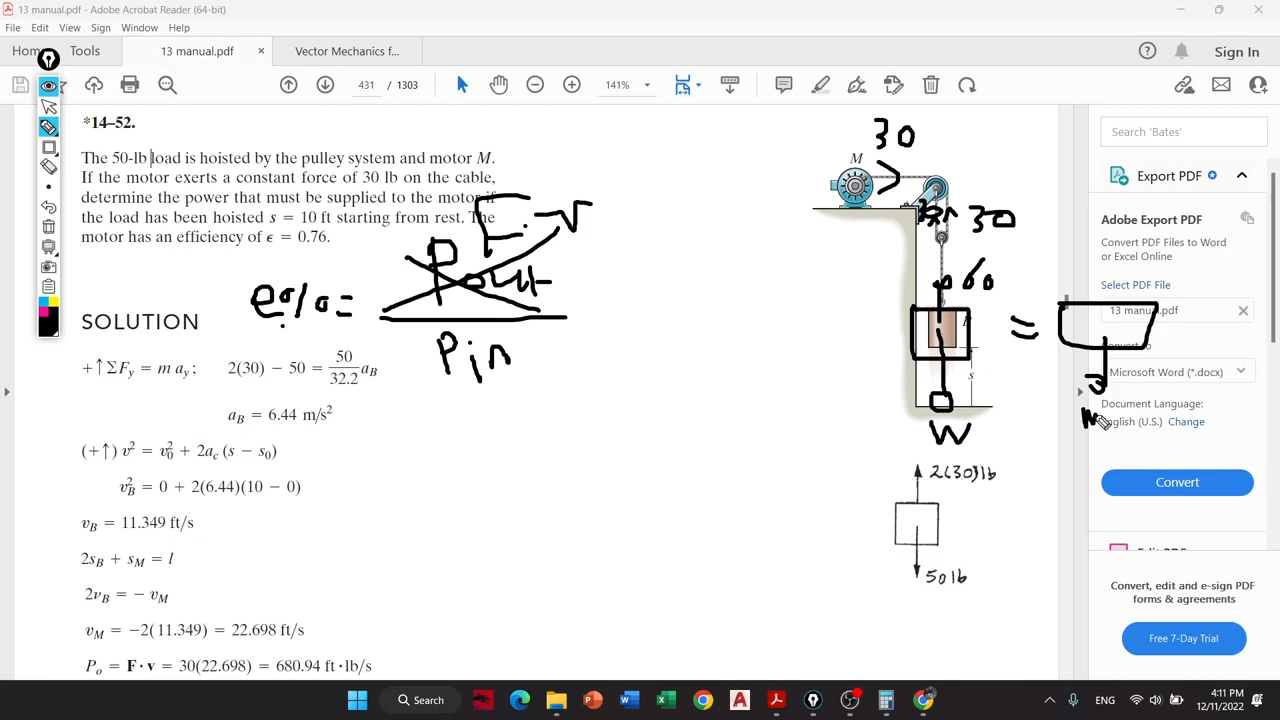 13 manual.pdf - Adobe Acrobat Reader (64-bit)
File Edit View Sign Window Help
Home Tools 13 manual.pdf × Vector Mechanics f... Sign In
431 / 1303 141%
*14–52.
The 50-lb load is hoisted by the pulley system and motor M.
If the motor exerts a constant force of 30 lb on the cable,
determine the power that must be supplied to the motor if
the load has been hoisted s = 10 ft starting from rest. The
motor has an efficiency of ϵ = 0.76.
F. v
e% = Pout
Pin
30
M
30
60
s
W
=
SOLUTION
+↑ΣFy = m ay; 2(30) − 50 = 50/32.2 aB
aB = 6.44 m/s²
(+↑) v² = v₀² + 2ac (s − s₀)
vB² = 0 + 2(6.44)(10 − 0)
vB = 11.349 ft/s
2sB + sM = l
2vB = − vM
vM = −2(11.349) = 22.698 ft/s
Po = F · v = 30(22.698) = 680.94 ft·lb/s
2(30)lb
50 lb
Search 'Bates'
Export PDF
Adobe Export PDF
Convert PDF Files to Word
or Excel Online
Select PDF File
13 manual.pdf
Convert to
Microsoft Word (*.docx)
Document Language:
English (U.S.) Change
Convert
Edit PDF
Convert, edit and e-sign PDF
forms & agreements
Free 7-Day Trial
Search
ENG
4:11 PM
12/11/2022